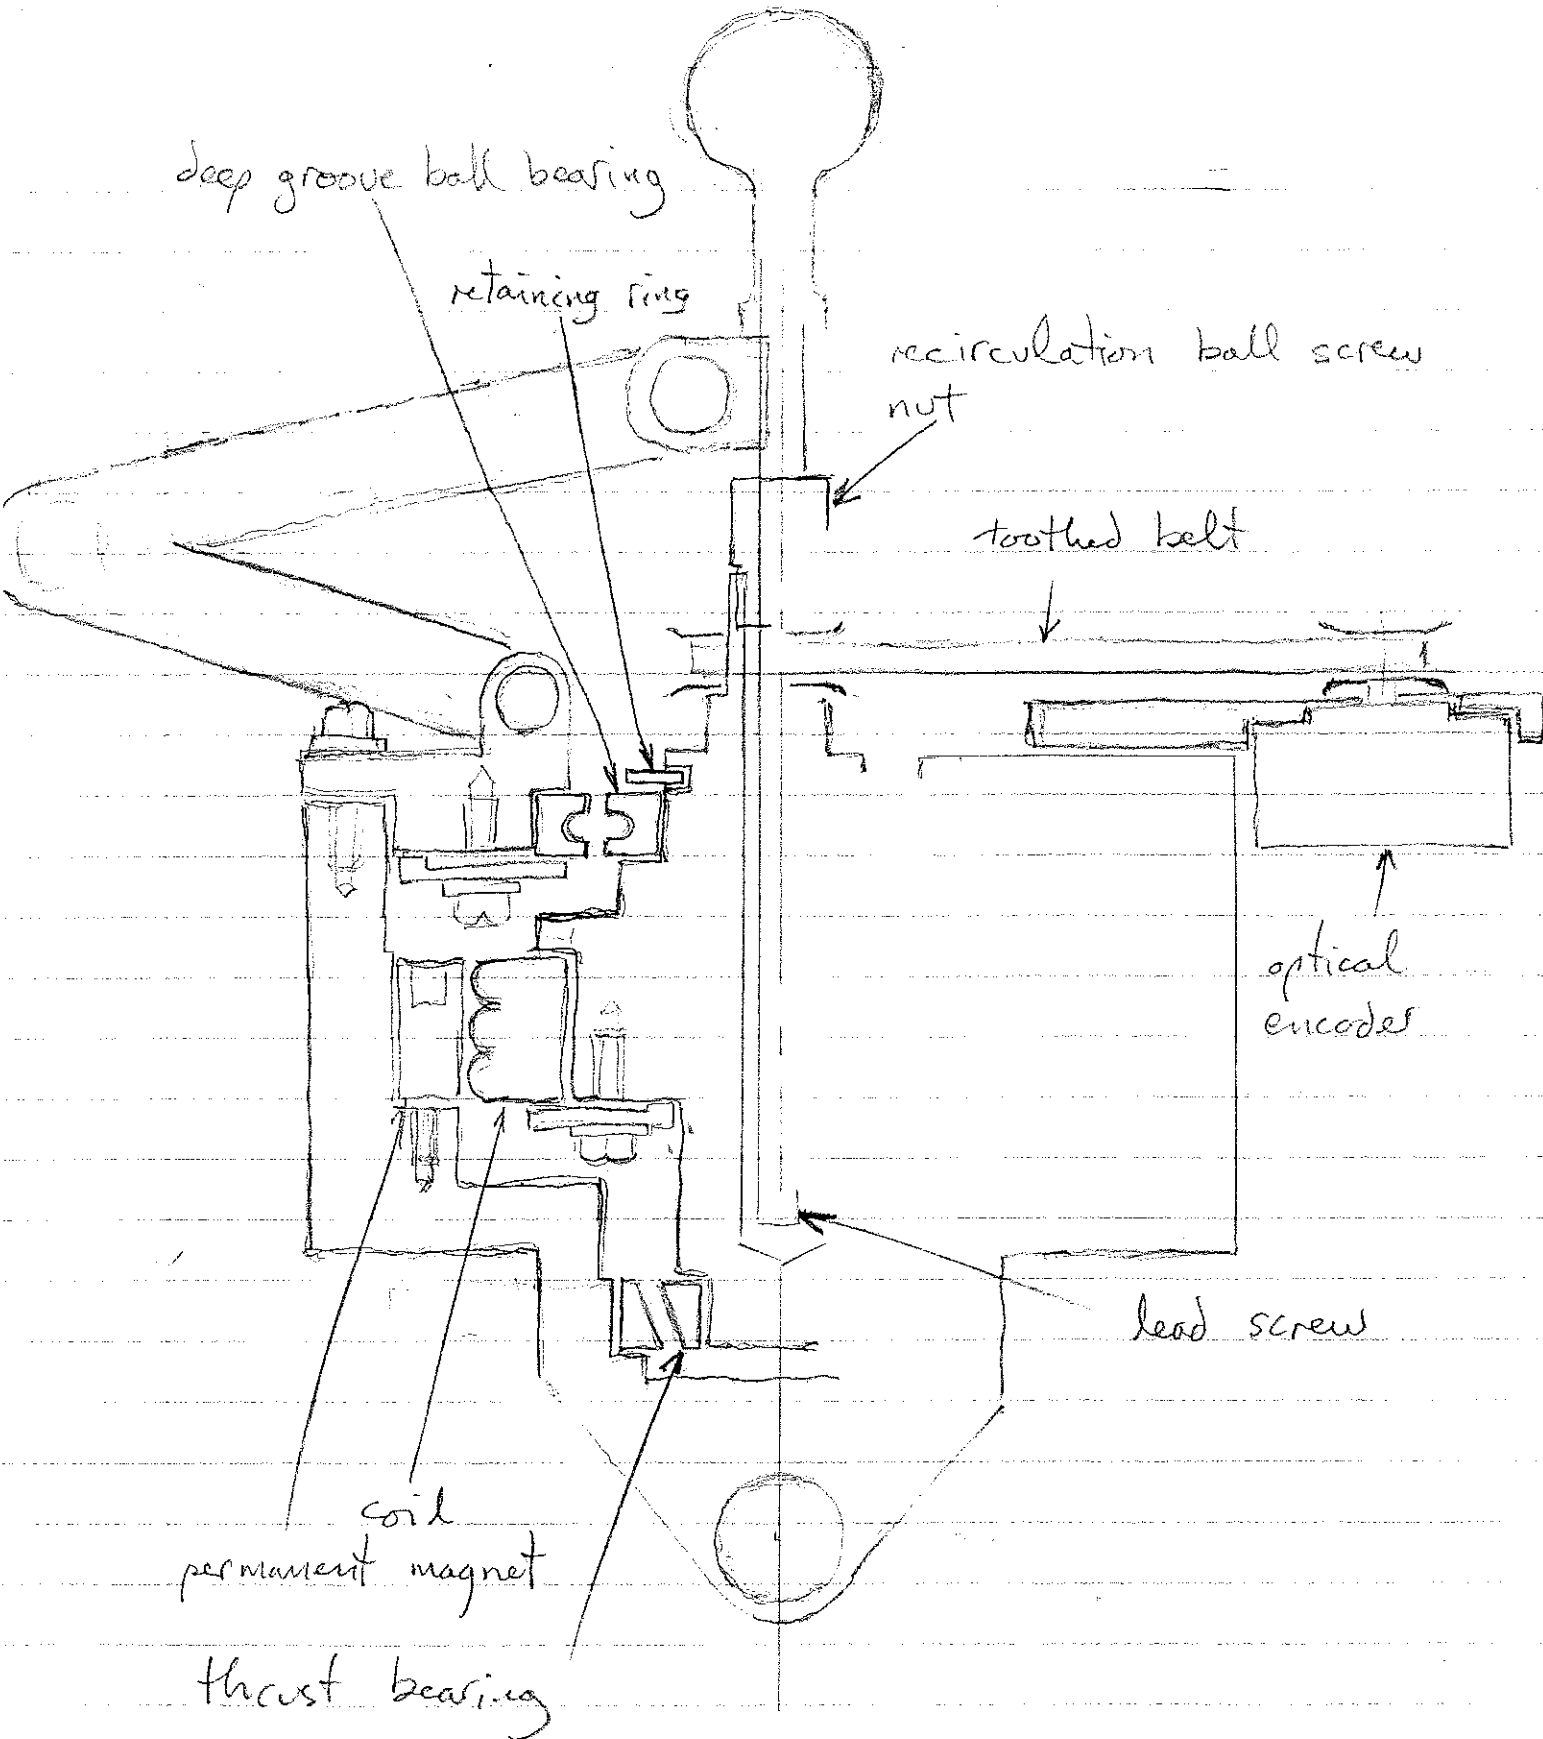 deep groove ball bearing
retaining ring
recirculation ball screw
nut
toothed belt
optical
encoder
lead screw
coil
permanent magnet
thrust bearing